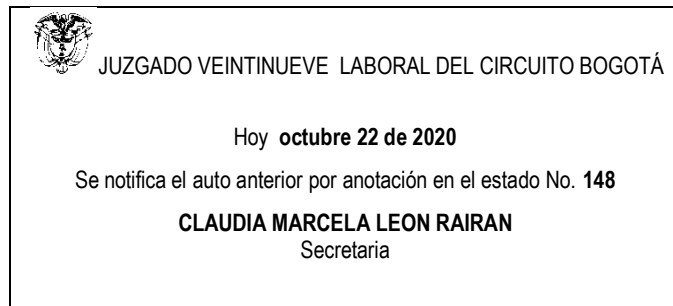 JUZGADO VEINTINUEVE LABORAL DEL CIRCUITO BOGOTÁ
Hoy octubre 22 de 2020
Se notifica el auto anterior por anotación en el estado No. 148
CLAUDIA MARCELA LEON RAIRAN
Secretaria